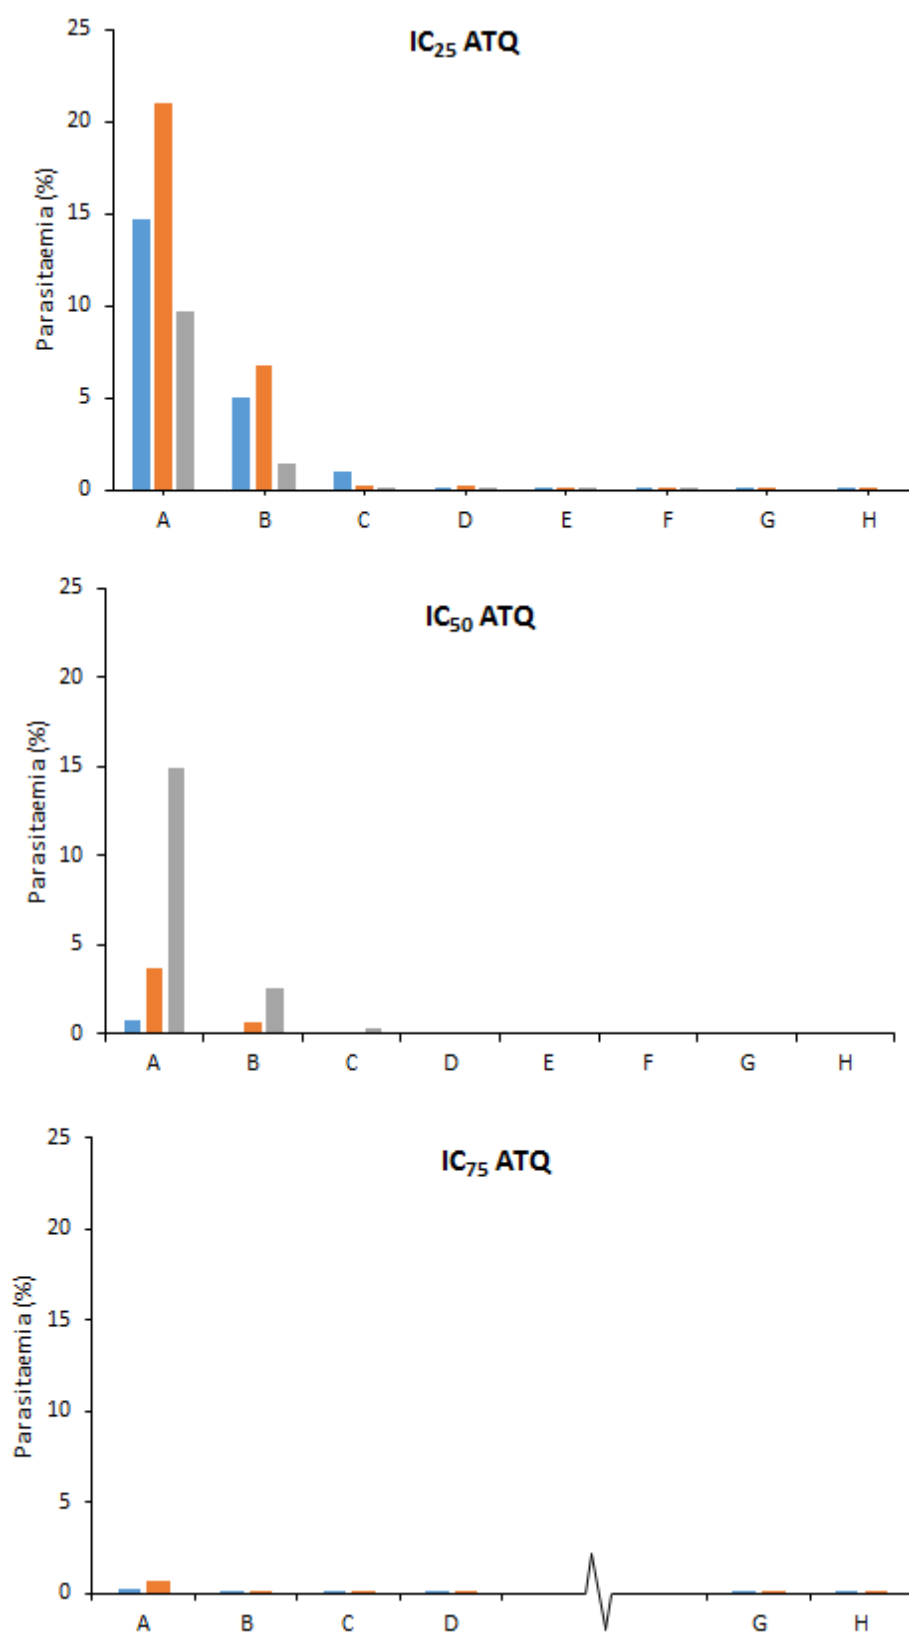 IC25 ATQ
25
20
15
10
5
0
Parasitaemia (%)
A B C D E F G H
IC50 ATQ
25
20
15
10
5
0
Parasitaemia (%)
A B C D E F G H
IC75 ATQ
25
20
15
10
5
0
Parasitaemia (%)
A B C D G H